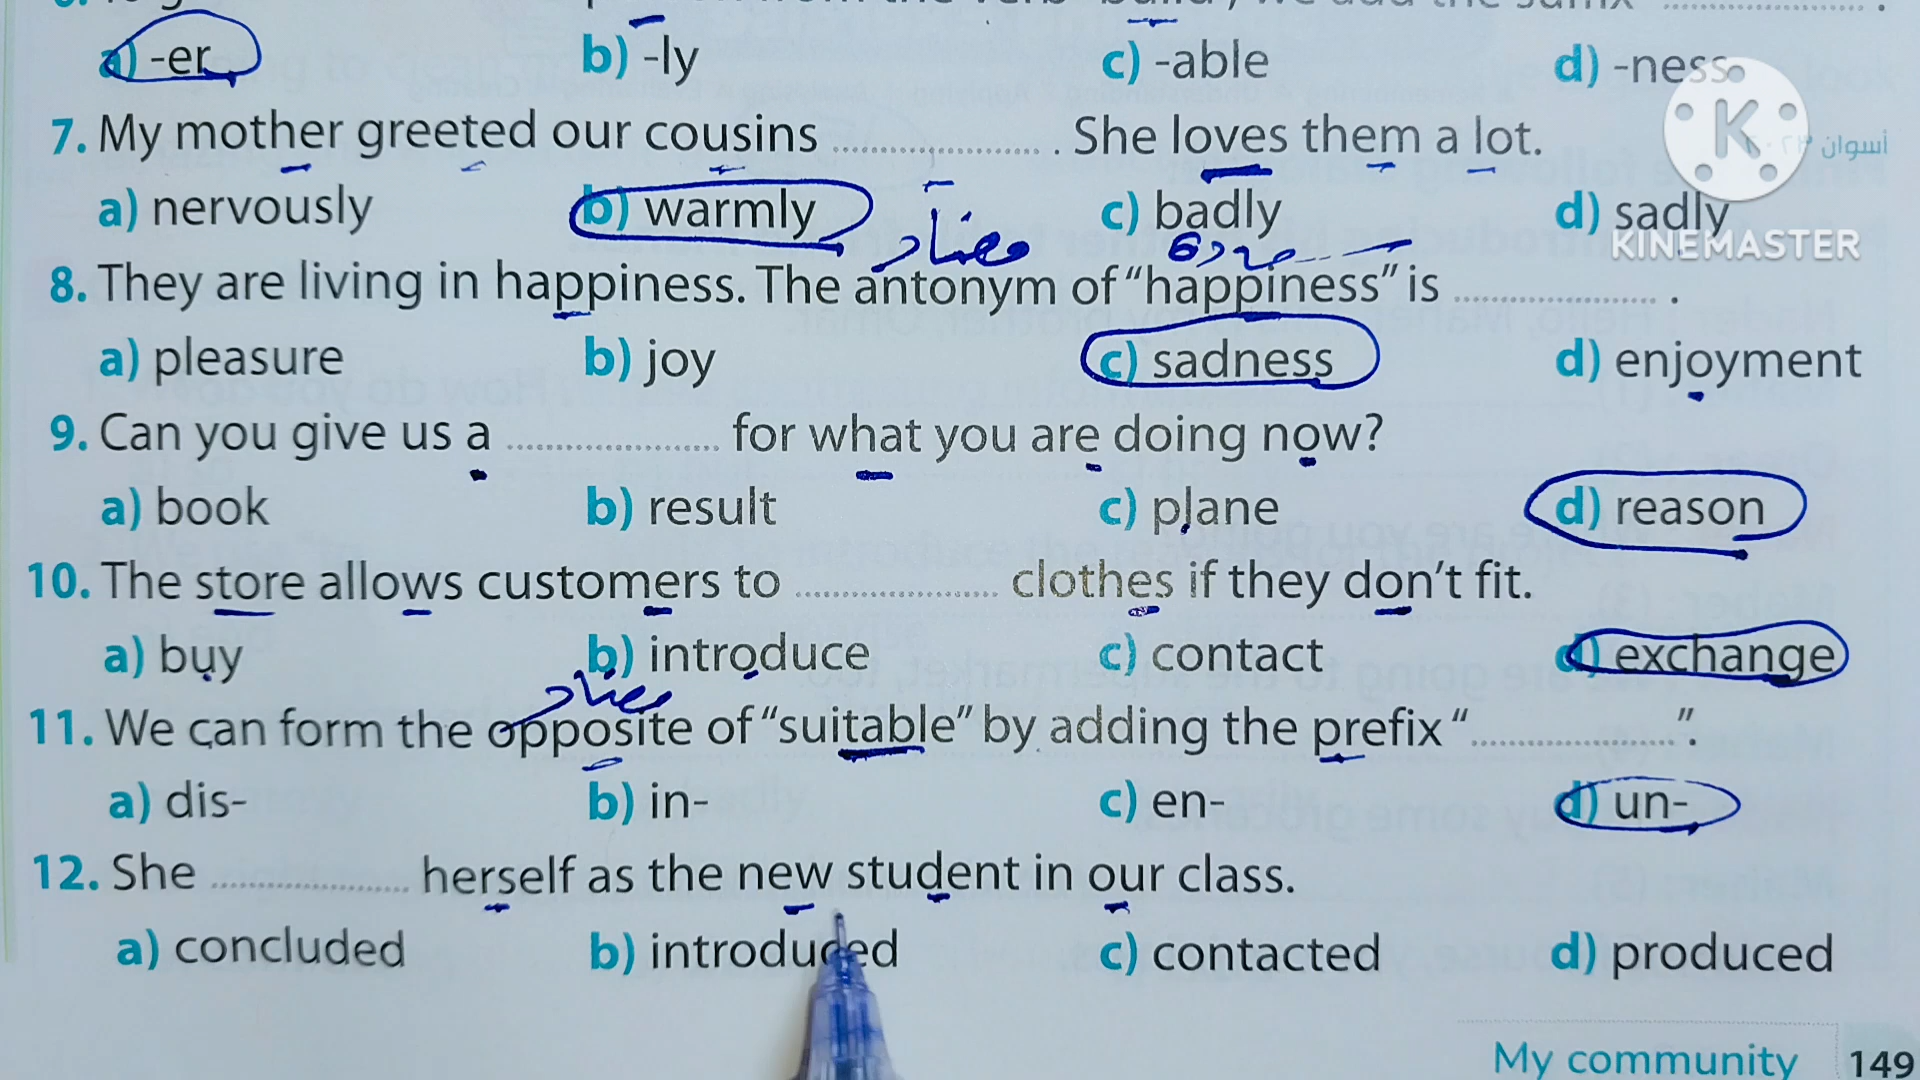 a) -er b) -ly c) -able d) -ness
7. My mother greeted our cousins ..................... . She loves them a lot. أسوان
a) nervously b) warmly c) badly d) sadly
KINEMASTER
مضاد
8. They are living in happiness. The antonym of “happiness” is ..................... .
a) pleasure b) joy c) sadness d) enjoyment
9. Can you give us a ..................... for what you are doing now?
a) book b) result c) plane d) reason
10. The store allows customers to ..................... clothes if they don’t fit.
a) buy b) introduce c) contact d) exchange
مضاد
11. We can form the opposite of “suitable” by adding the prefix “.....................”.
a) dis- b) in- c) en- d) un-
12. She ..................... herself as the new student in our class.
a) concluded b) introduced c) contacted d) produced
My community 149